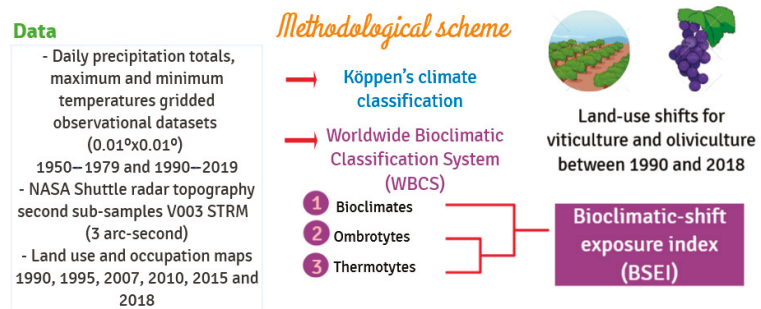 Data
- Daily precipitation totals,
maximum and minimum
temperatures gridded
observational datasets
(0.01ºx0.01º)
1950–1979 and 1990–2019
- NASA Shuttle radar topography
second sub-samples V003 STRM
(3 arc-second)
- Land use and occupation maps
1990, 1995, 2007, 2010, 2015 and
2018
Methodological scheme
Köppen's climate
classification
Worldwide Bioclimatic
Classification System
(WBCS)
1 Bioclimates
2 Ombrotytes
3 Thermotytes
Land-use shifts for
viticulture and oliviculture
between 1990 and 2018
Bioclimatic-shift
exposure index
(BSEI)